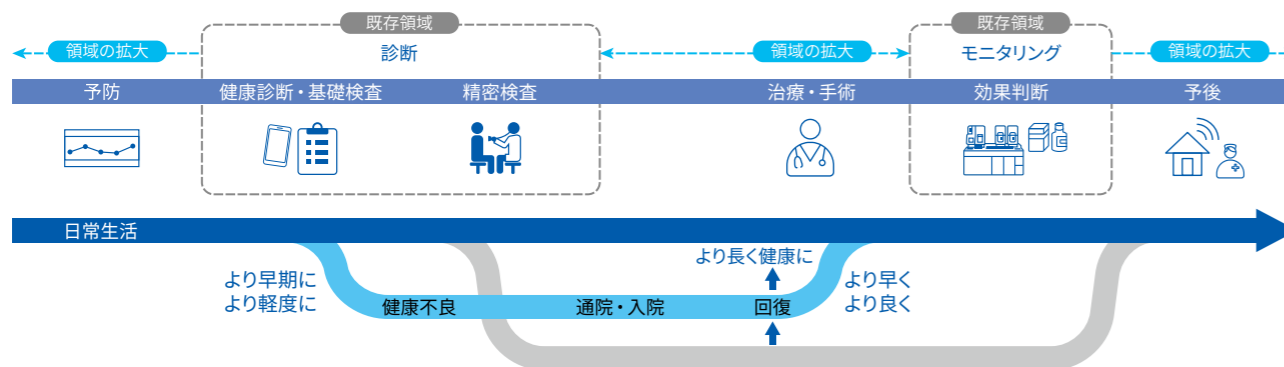 既存領域
既存領域
領域の拡大
診断
領域の拡大
モニタリング
領域の拡大
予防
健康診断・基礎検査
精密検査
治療・手術
効果判断
予後
日常生活
より長く健康に
より早期に
より軽度に
より早く
より良く
健康不良
通院・入院
回復